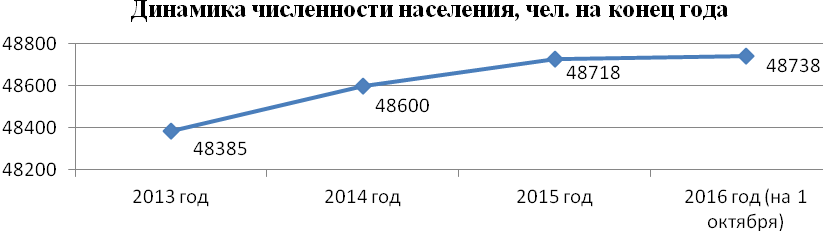 Динамика численности населения, чел. на конец года
48800
48600
48400
48200
48385
48600
48718
48738
2013 год
2014 год
2015 год
2016 год (на 1
октября)